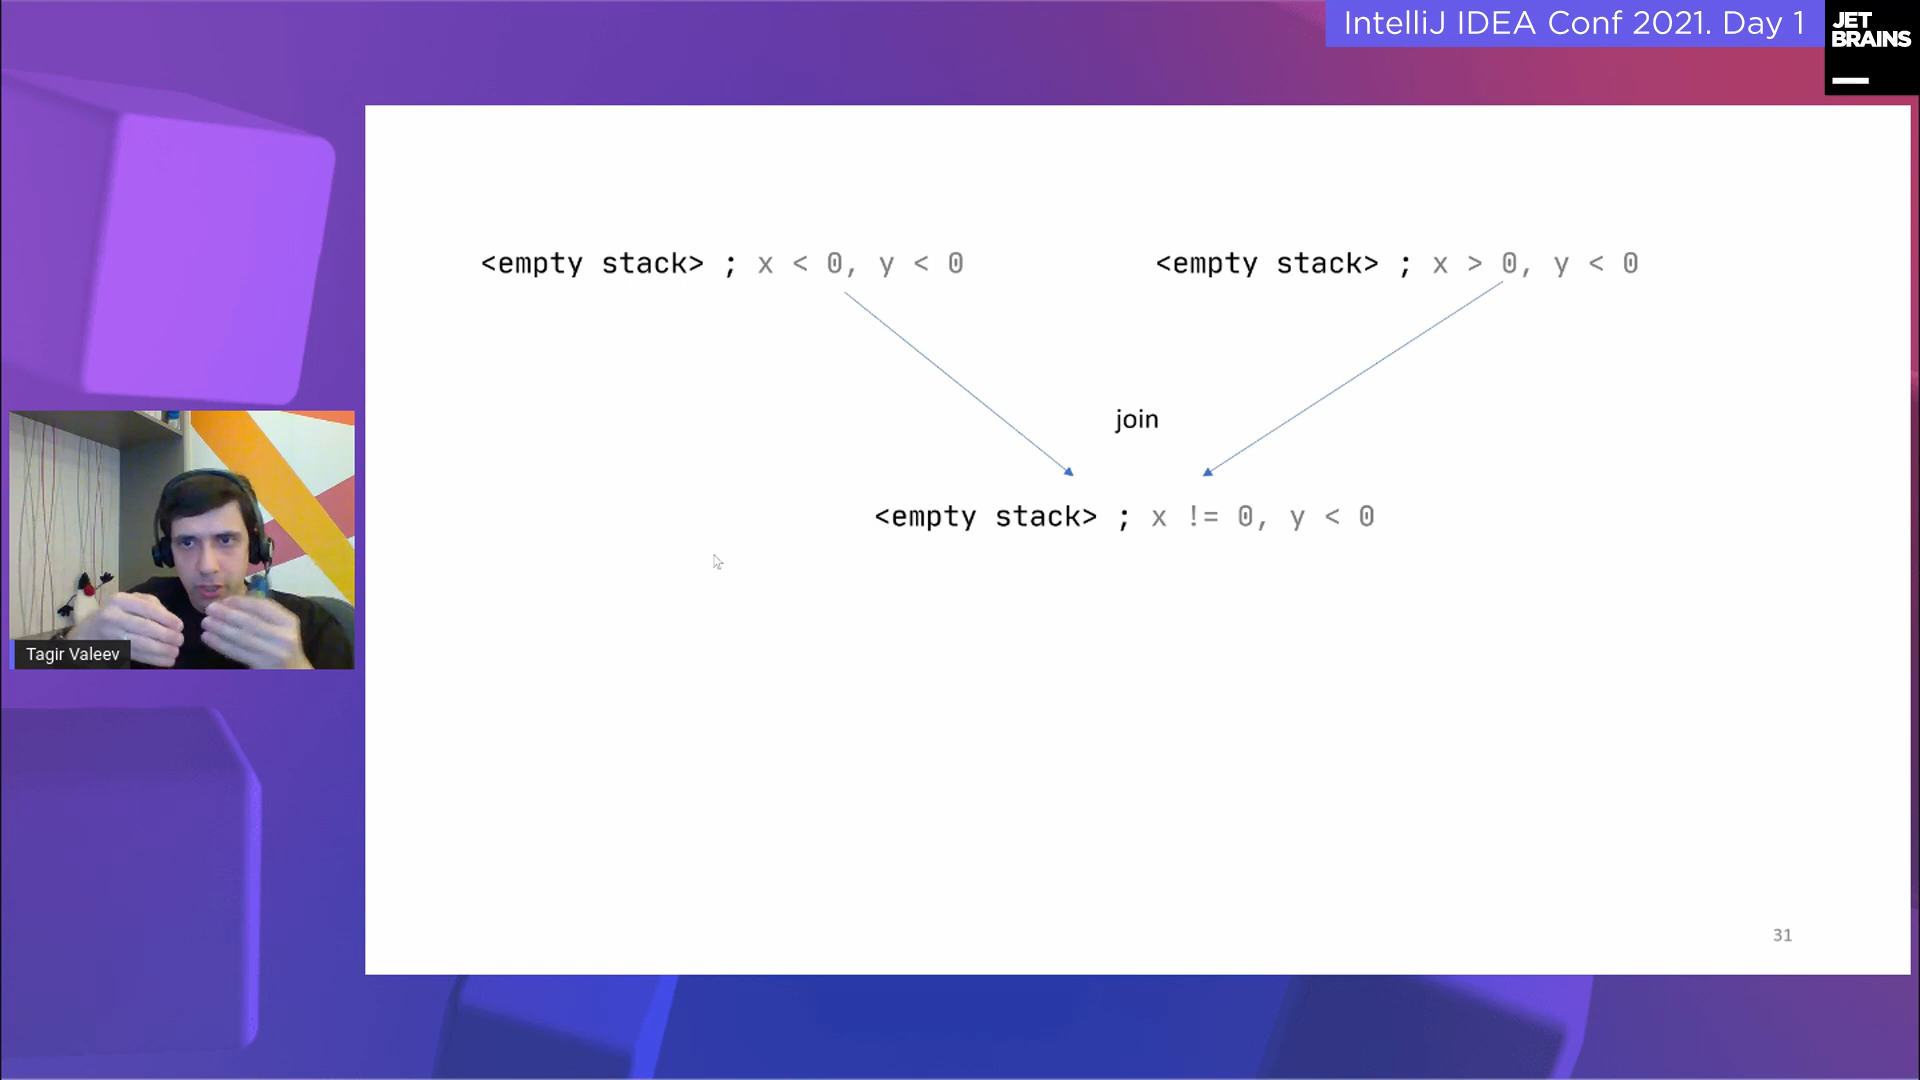 IntelliJ IDEA Conf 2021. Day 1
JET
BRAINS
<empty stack> ; x < 0, y < 0
<empty stack> ; x > 0, y < 0
join
<empty stack> ; x != 0, y < 0
Tagir Valeev
31